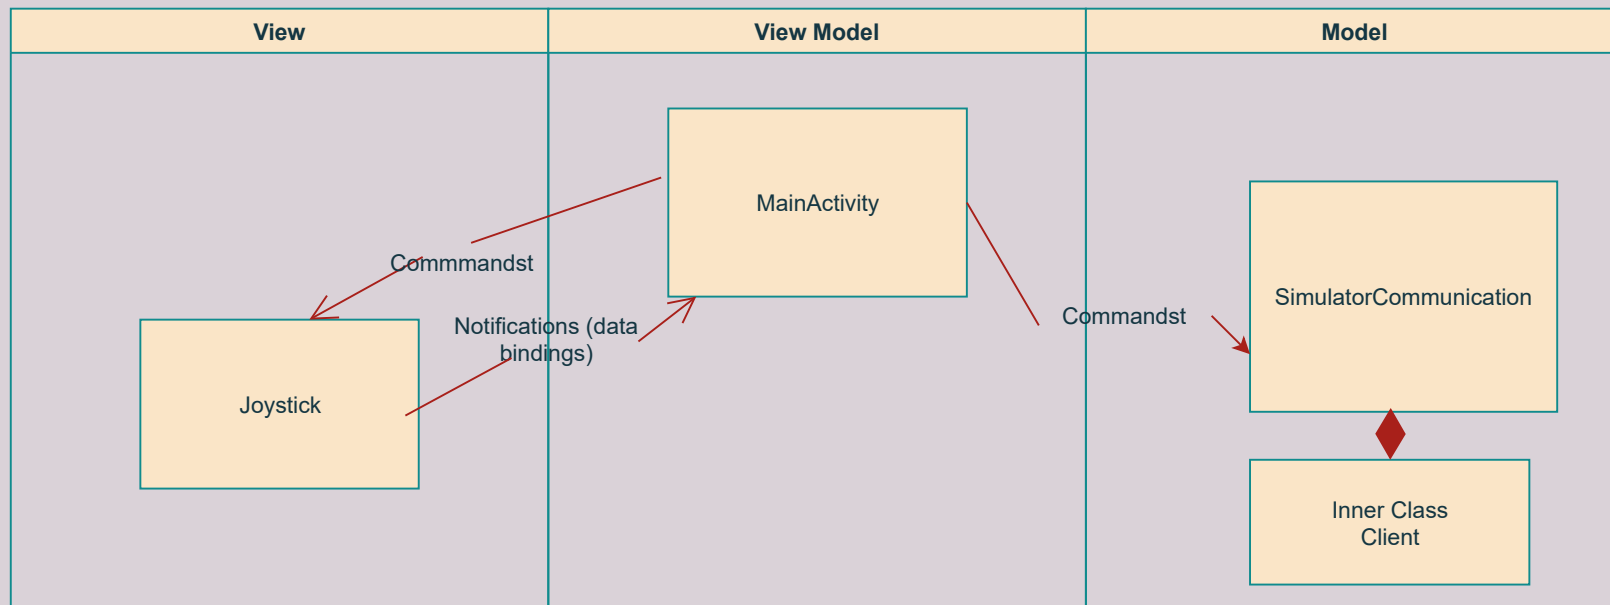 View
View Model
Model
MainActivity
Commmandst
SimulatorCommunication
Notifications (data
bindings)
Commandst
Joystick
Inner Class
Client